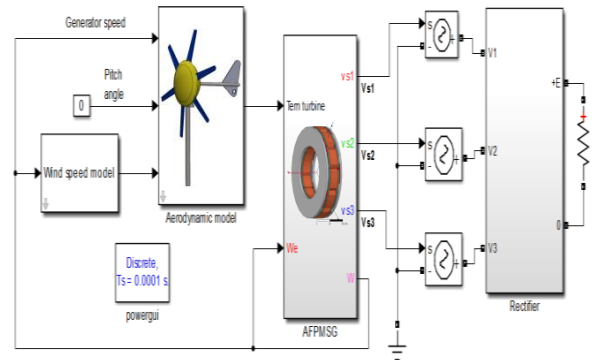 Generator speed
Pitch
angle
0
Wind speed model
Aerodynamic model
Discrete,
Ts = 0.0001 s.
powergui
Tem turbine
vs1
Vs1
vs2
Vs2
vs3
Vs3
We
W
AFPMSG
s
-
+
s
-
+
s
-
+
V1
V2
V3
+E
0
Rectifier